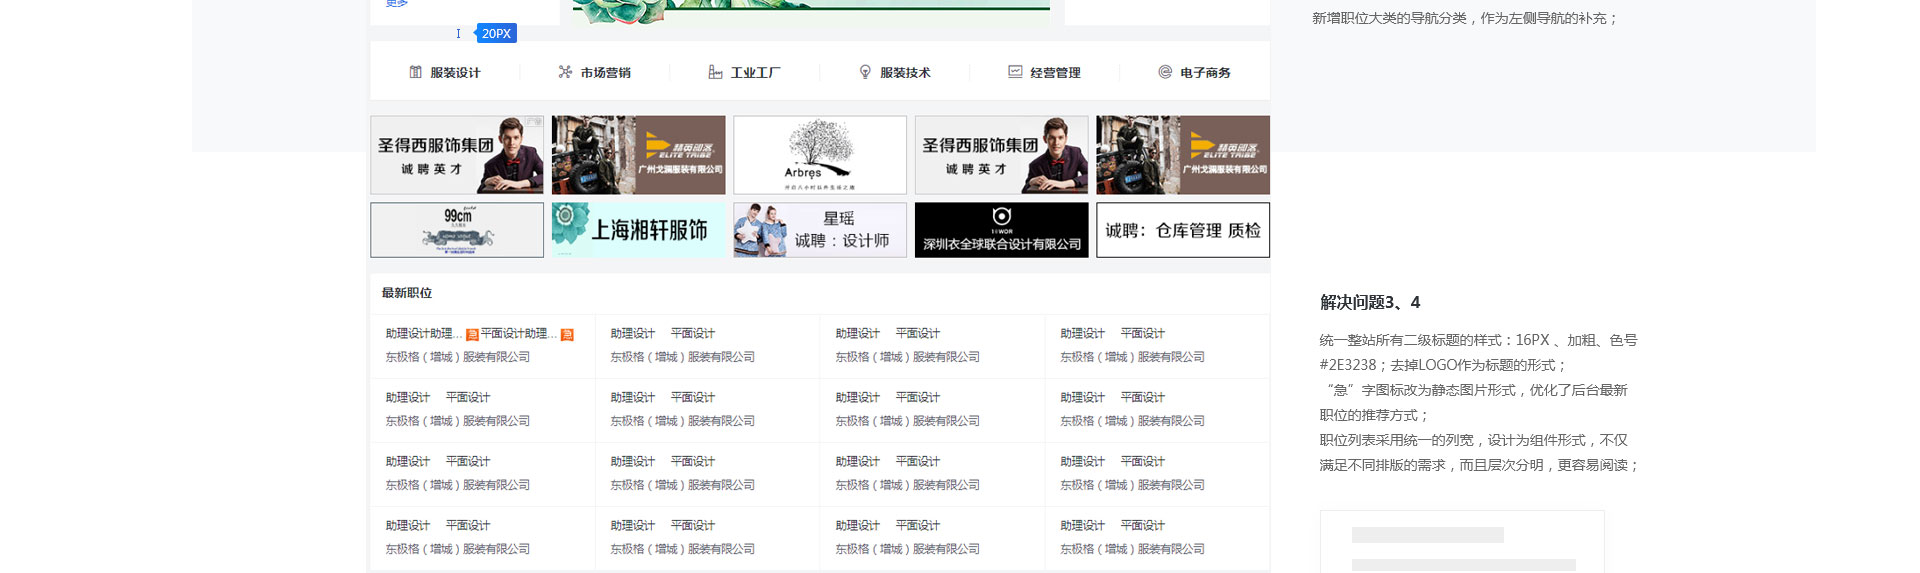 更多
新增职位大类的导航分类，作为左侧导航的补充；
20PX
服装设计 市场营销 工业工厂 服装技术 经营管理 电子商务
圣得西服饰集团
诚聘英才
精英部落
ELITE TRIBE
广州戈澜服装有限公司
Arbres
圣得西服饰集团
诚聘英才
精英部落
ELITE TRIBE
广州戈澜服装有限公司
99cm
上海湘轩服饰
星瑶
诚聘：设计师
深圳衣全球联合设计有限公司
诚聘：仓库管理 质检
最新职位
助理设计助理... 急 平面设计助理... 急 助理设计 平面设计 助理设计 平面设计 助理设计 平面设计
东极格（增城）服装有限公司 东极格（增城）服装有限公司 东极格（增城）服装有限公司 东极格（增城）服装有限公司
助理设计 平面设计 助理设计 平面设计 助理设计 平面设计 助理设计 平面设计
东极格（增城）服装有限公司 东极格（增城）服装有限公司 东极格（增城）服装有限公司 东极格（增城）服装有限公司
助理设计 平面设计 助理设计 平面设计 助理设计 平面设计 助理设计 平面设计
东极格（增城）服装有限公司 东极格（增城）服装有限公司 东极格（增城）服装有限公司 东极格（增城）服装有限公司
助理设计 平面设计 助理设计 平面设计 助理设计 平面设计 助理设计 平面设计
东极格（增城）服装有限公司 东极格（增城）服装有限公司 东极格（增城）服装有限公司 东极格（增城）服装有限公司
解决问题3、4
统一整站所有二级标题的样式：16PX 、加粗、色号
#2E3238；去掉LOGO作为标题的形式；
“急”字图标改为静态图片形式，优化了后台最新
职位的推荐方式；
职位列表采用统一的列宽，设计为组件形式，不仅
满足不同排版的需求，而且层次分明，更容易阅读；